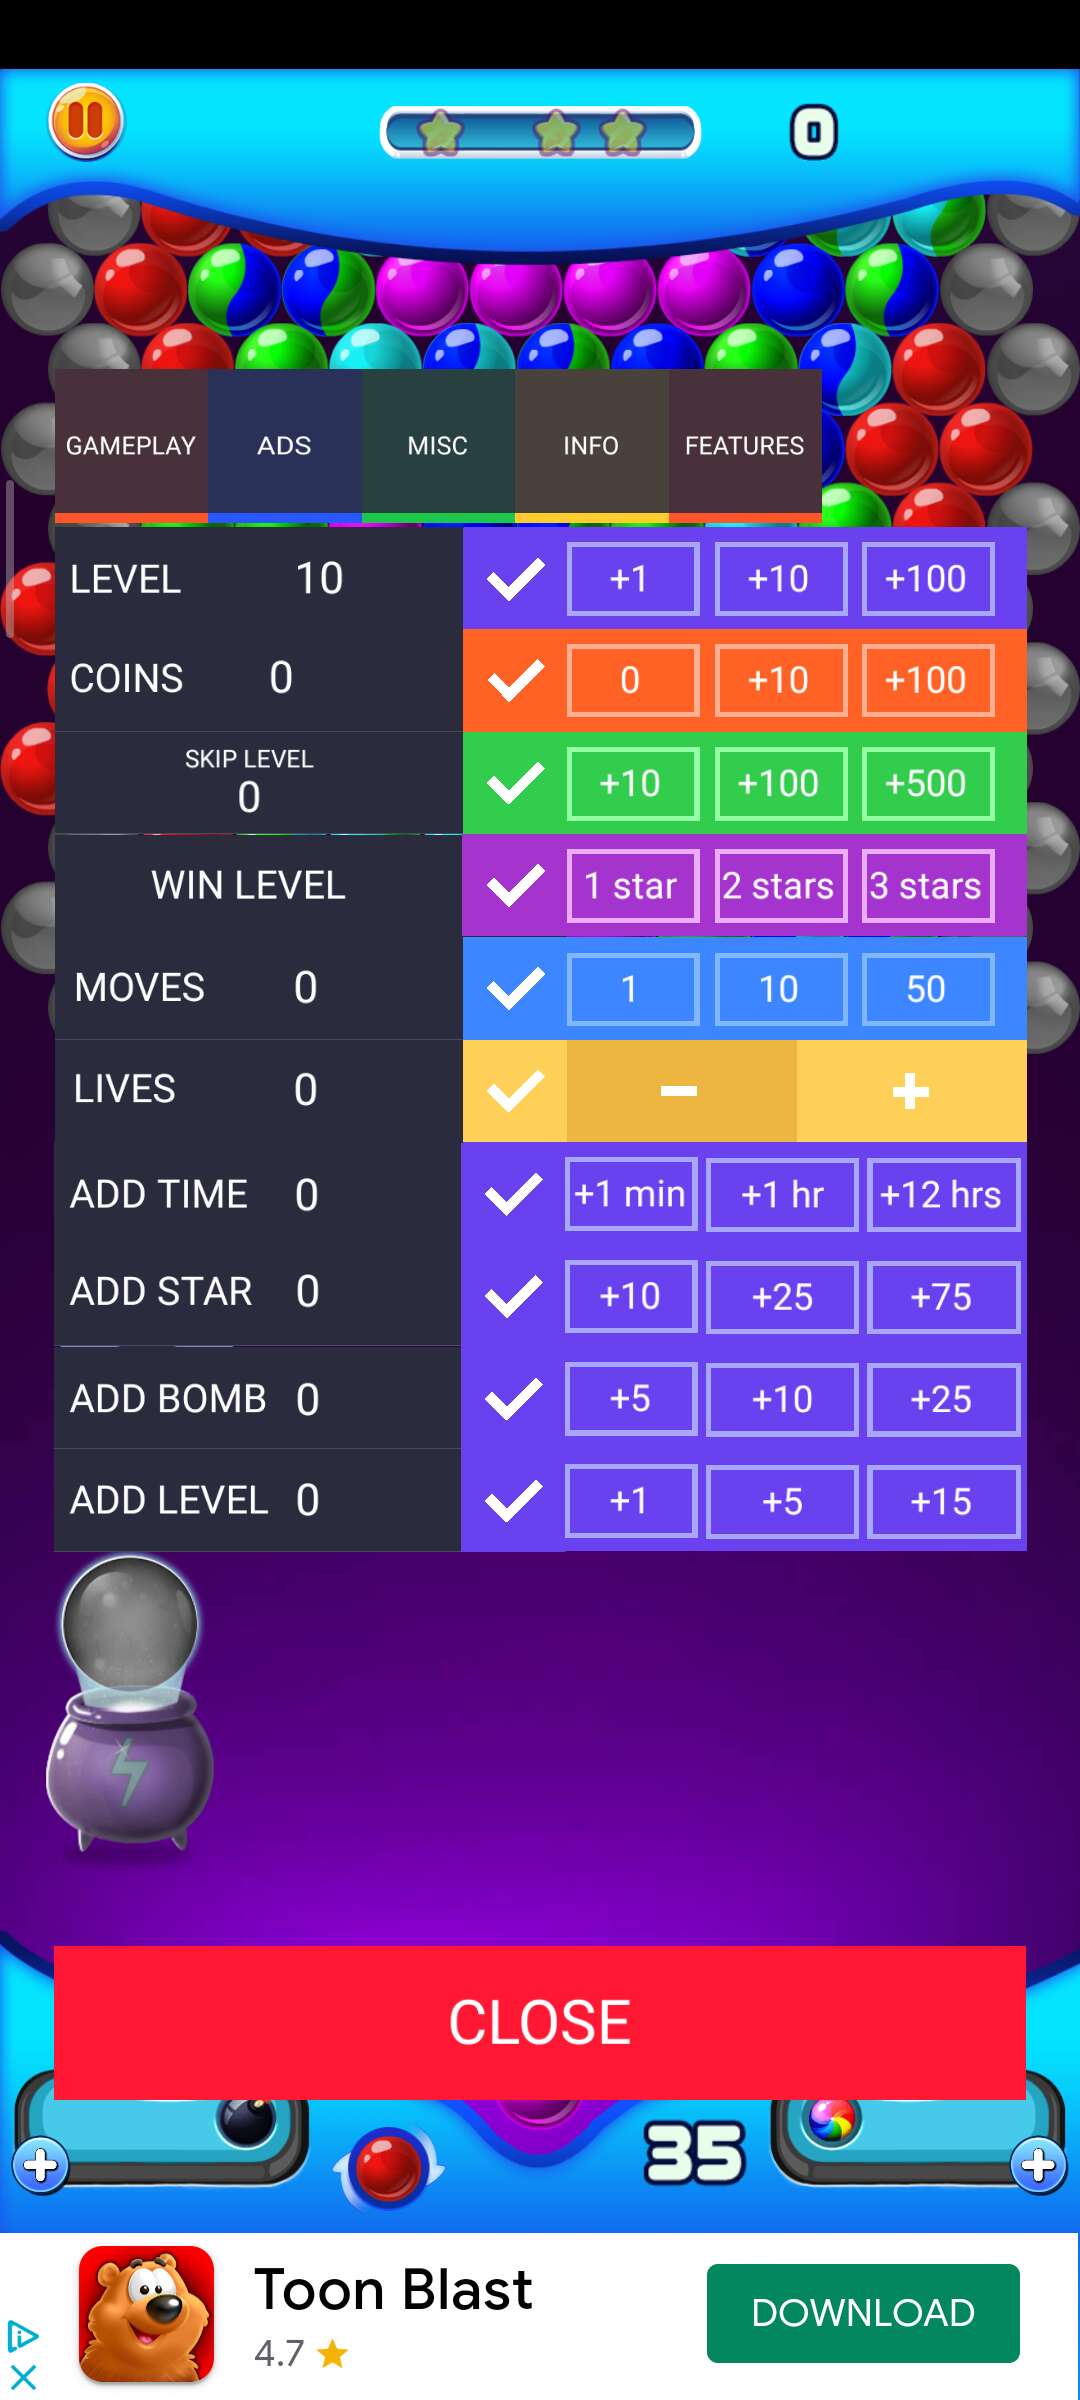 0
GAMEPLAY ADS MISC INFO FEATURES
LEVEL 10 +1 +10 +100
COINS 0 0 +10 +100
SKIP LEVEL
0 +10 +100 +500
WIN LEVEL 1 star 2 stars 3 stars
MOVES 0 1 10 50
LIVES 0 − +
ADD TIME 0 +1 min +1 hr +12 hrs
ADD STAR 0 +10 +25 +75
ADD BOMB 0 +5 +10 +25
ADD LEVEL 0 +1 +5 +15
CLOSE
35
Toon Blast
4.7
DOWNLOAD